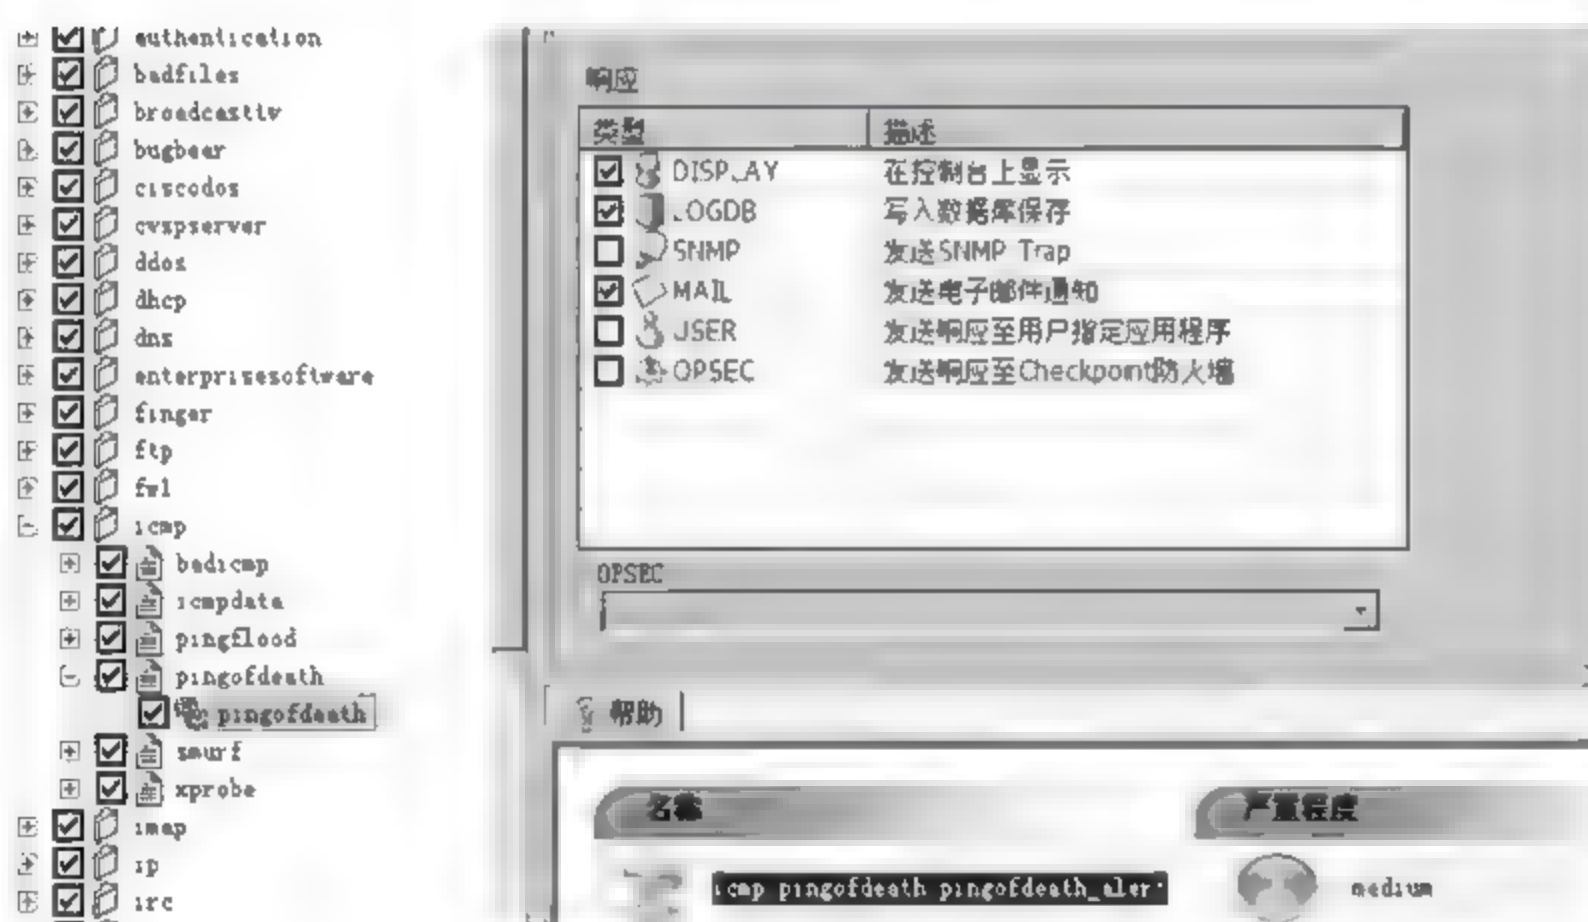 authentication
badfiles
bugbear
ciscodos
ddos
dhcp
dns
enterprisesoftware
finger
ftp
fw1
icmp
badicmp
icmpdata
pingflood
pingofdeath
pingofdeath
smurf
xprobe
imap
ip
irc
响应
类型 描述
DISPLAY 在控制台上显示
LOGDB 写入数据库保存
SNMP 发送SNMP Trap
MAIL 发送电子邮件通知
USER 发送响应至用户指定应用程序
OPSEC 发送响应至Checkpoint防火墙
OPSEC
帮助
名称 严重程度
icmp pingofdeath medium